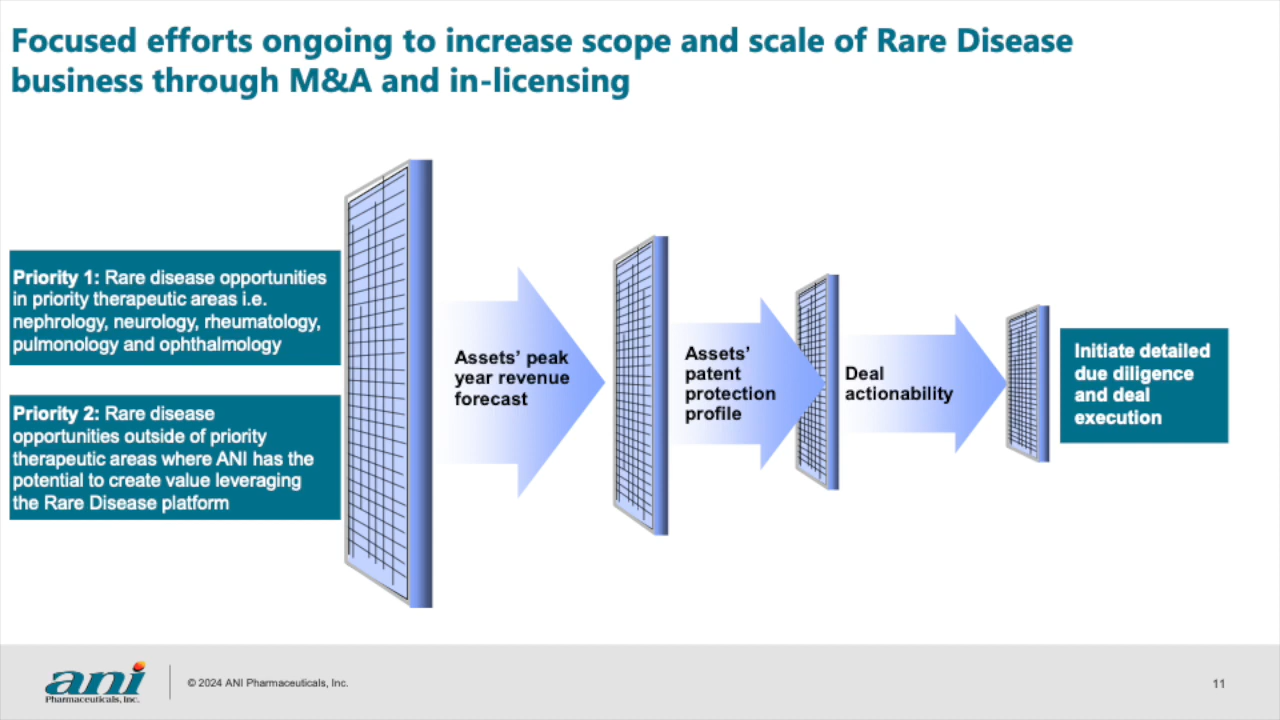 Focused efforts ongoing to increase scope and scale of Rare Disease
business through M&A and in-licensing
Priority 1: Rare disease opportunities
in priority therapeutic areas i.e.
nephrology, neurology, rheumatology,
pulmonology and ophthalmology
Priority 2: Rare disease
opportunities outside of priority
therapeutic areas where ANI has the
potential to create value leveraging
the Rare Disease platform
Assets’ peak
year revenue
forecast
Assets’
patent
protection
profile
Deal
actionability
Initiate detailed
due diligence
and deal
execution
ani
Pharmaceuticals, Inc.
© 2024 ANI Pharmaceuticals, Inc.
11